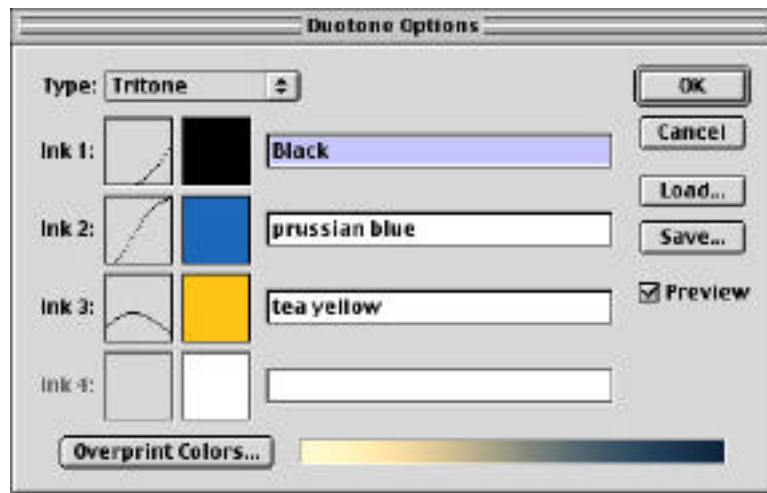 Duotone Options
Type: Tritone
OK
Ink 1: Black
Cancel
Load...
Ink 2: prussian blue
Save...
Ink 3: tea yellow
Preview
Ink 4:
Overprint Colors...